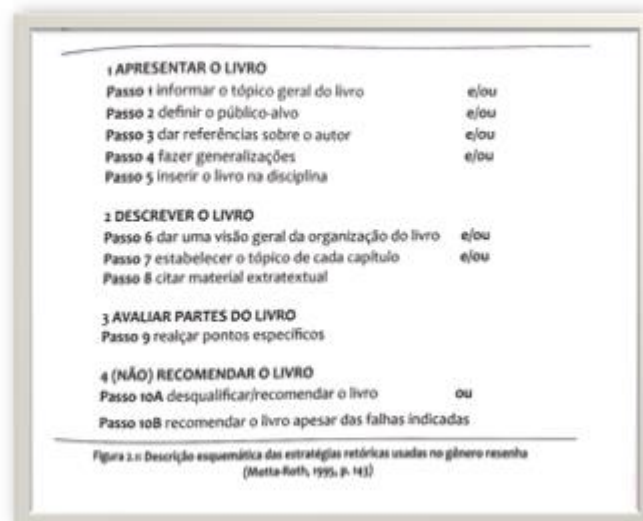 1 APRESENTAR O LIVRO
Passo 1 informar o tópico geral do livro e/ou
Passo 2 definir o público-alvo e/ou
Passo 3 dar referências sobre o autor e/ou
Passo 4 fazer generalizações e/ou
Passo 5 inserir o livro na disciplina
2 DESCREVER O LIVRO
Passo 6 dar uma visão geral da organização do livro e/ou
Passo 7 estabelecer o tópico de cada capítulo e/ou
Passo 8 citar material extratextual
3 AVALIAR PARTES DO LIVRO
Passo 9 realçar pontos específicos
4 (NÃO) RECOMENDAR O LIVRO
Passo 10A desqualificar/recomendar o livro ou
Passo 10B recomendar o livro apesar das falhas indicadas
Figura 2.1: Descrição esquemática das estratégias retóricas usadas no gênero resenha
(Motta-Roth, 1995, p. 143)